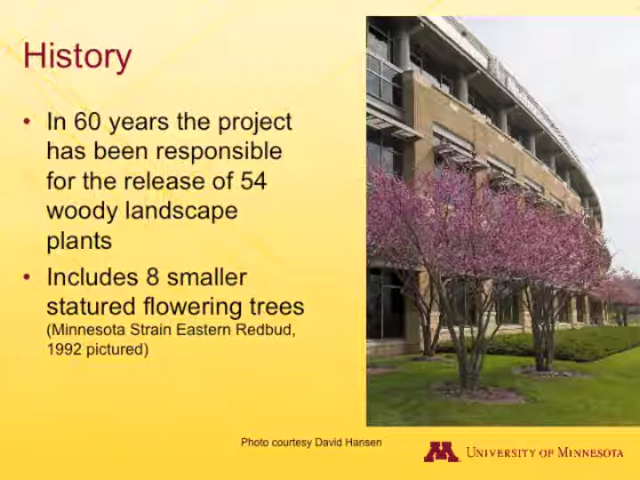 History
• In 60 years the project
has been responsible
for the release of 54
woody landscape
plants
• Includes 8 smaller
statured flowering trees
(Minnesota Strain Eastern Redbud,
1992 pictured)
Photo courtesy David Hansen
M University of Minnesota